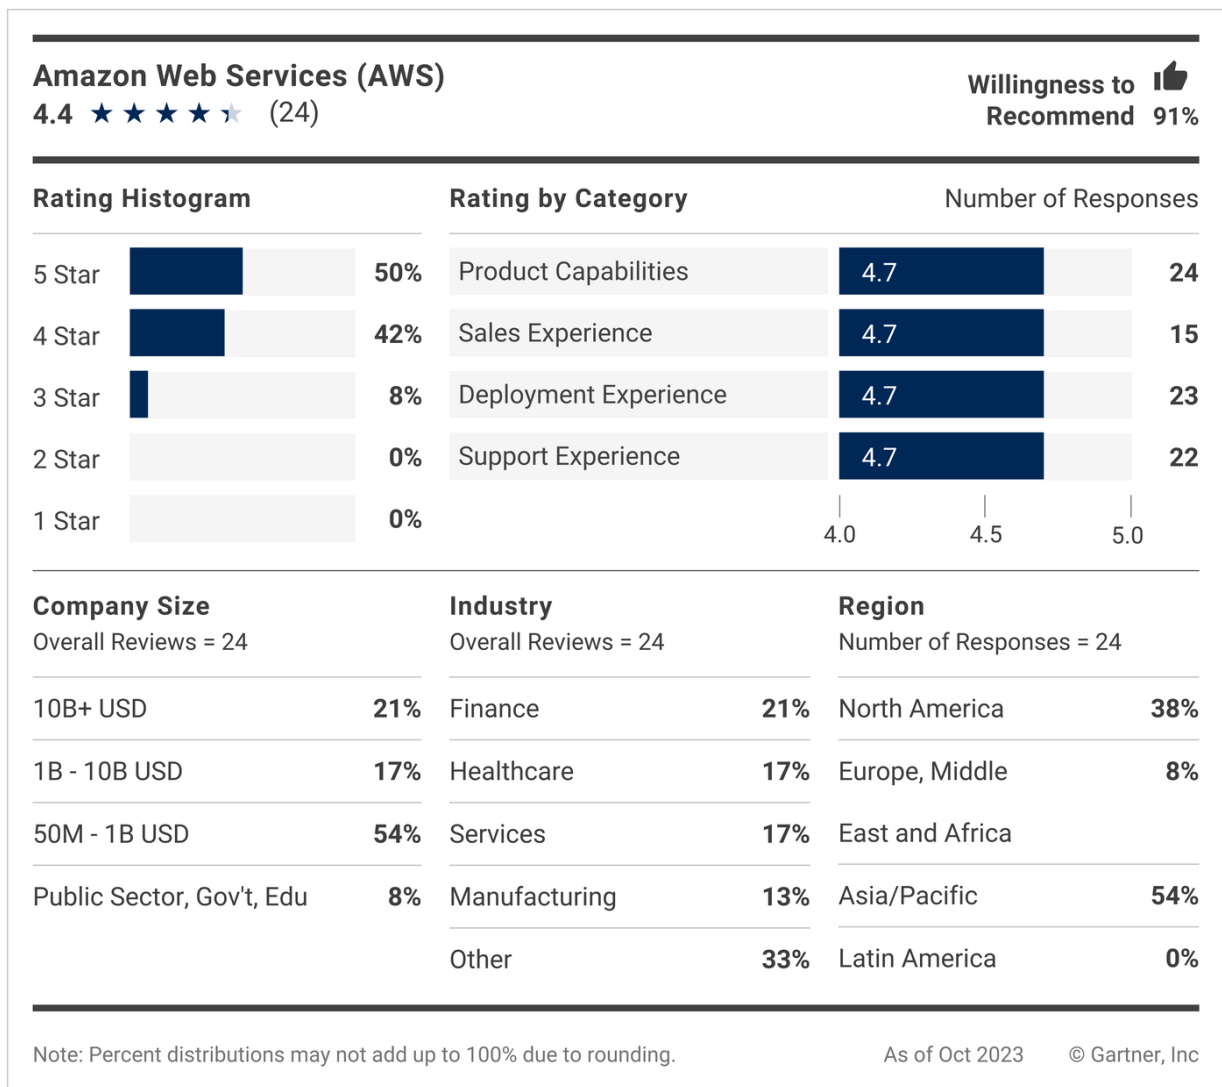 Amazon Web Services (AWS)
4.4 ★ ★ ★ ★ ★ (24)
Willingness to
Recommend 91%
Rating Histogram
5 Star 50%
4 Star 42%
3 Star 8%
2 Star 0%
1 Star 0%
Rating by Category Number of Responses
Product Capabilities 4.7 24
Sales Experience 4.7 15
Deployment Experience 4.7 23
Support Experience 4.7 22
4.0 4.5 5.0
Company Size
Overall Reviews = 24
10B+ USD 21%
1B - 10B USD 17%
50M - 1B USD 54%
Public Sector, Gov't, Edu 8%
Industry
Overall Reviews = 24
Finance 21%
Healthcare 17%
Services 17%
Manufacturing 13%
Other 33%
Region
Number of Responses = 24
North America 38%
Europe, Middle 8%
East and Africa
Asia/Pacific 54%
Latin America 0%
Note: Percent distributions may not add up to 100% due to rounding.
As of Oct 2023 © Gartner, Inc